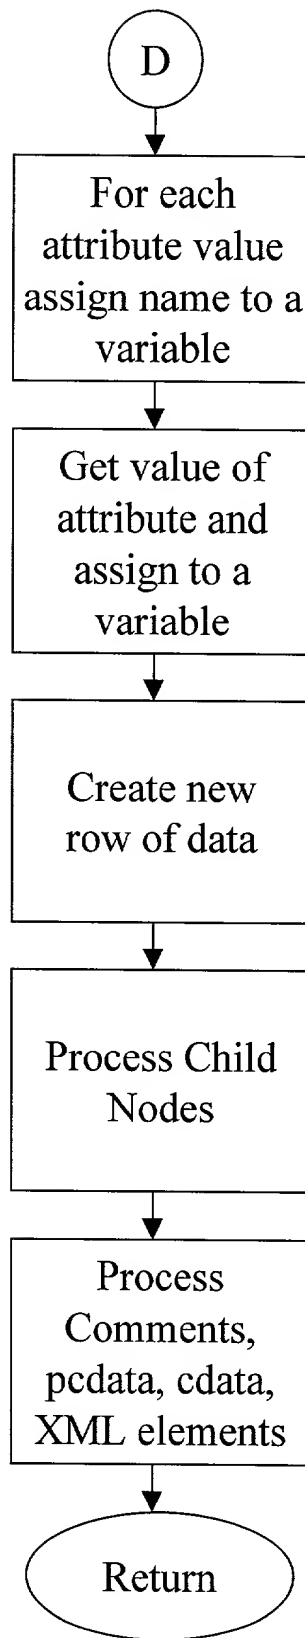 D
For each
attribute value
assign name to a
variable
Get value of
attribute and
assign to a
variable
Create new
row of data
Process Child
Nodes
Process
Comments,
pcdata, cdata,
XML elements
Return